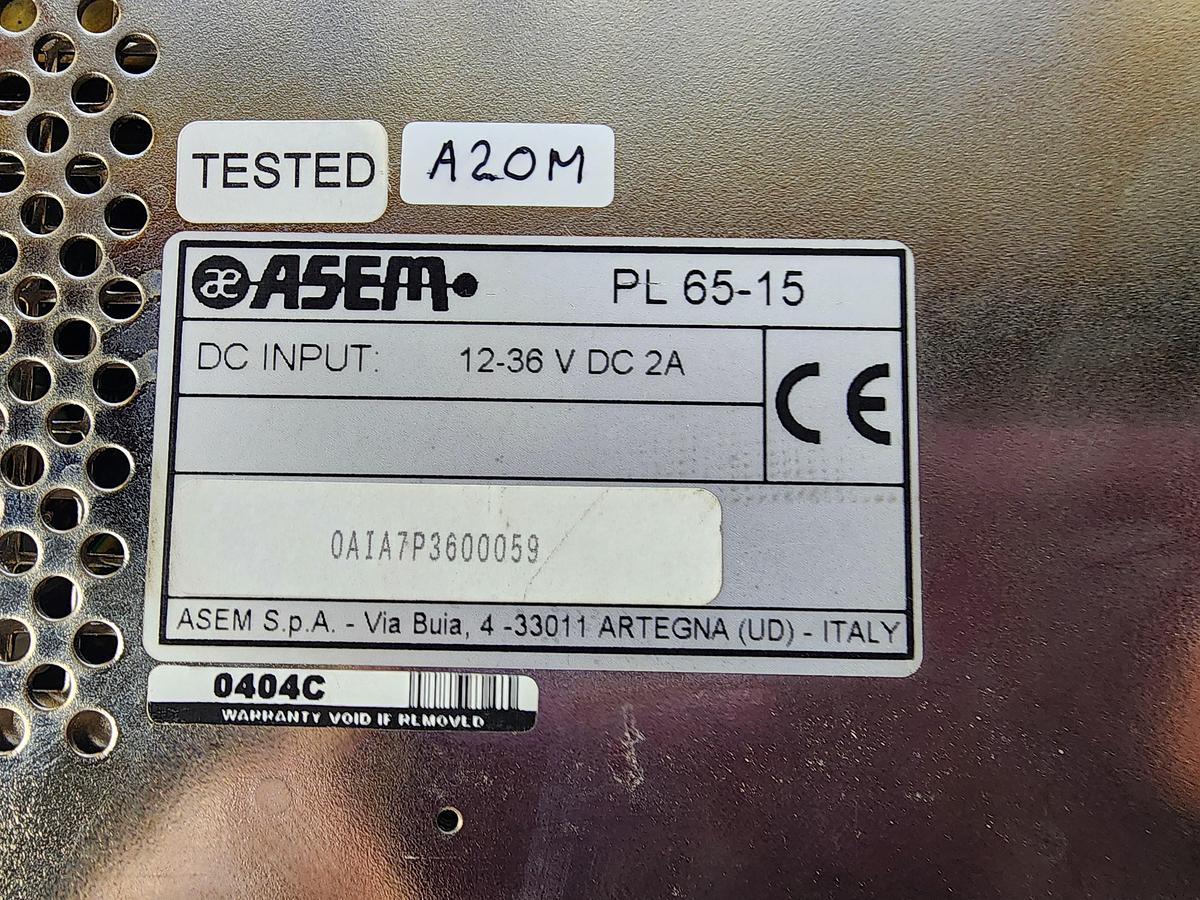 TESTED
A20M
æ ASEM
PL 65-15
DC INPUT: 12-36 V DC 2A
CE
0AIA7P3600059
ASEM S.p.A. - Via Buia, 4 -33011 ARTEGNA (UD) - ITALY
0404C
WARRANTY VOID IF REMOVED